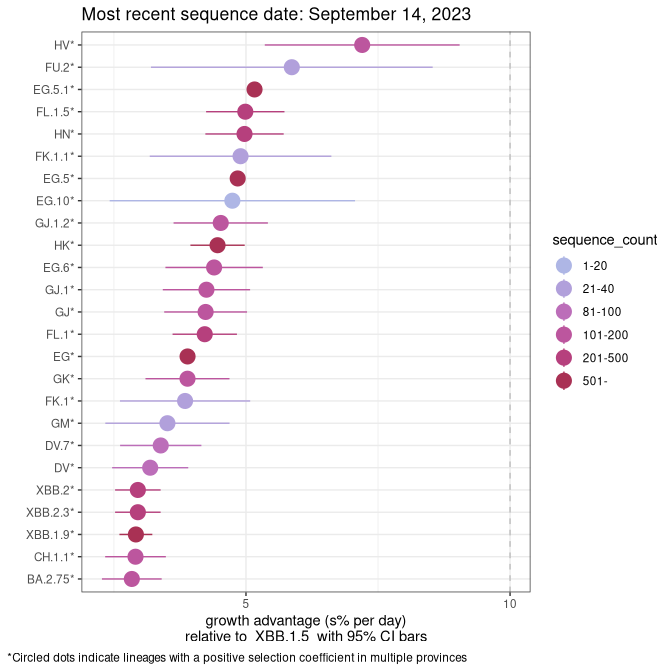 Most recent sequence date: September 14, 2023
HV*
FU.2*
EG.5.1*
FL.1.5*
HN*
FK.1.1*
EG.5*
EG.10*
GJ.1.2*
HK*
EG.6*
GJ.1*
GJ*
FL.1*
EG*
GK*
FK.1*
GM*
DV.7*
DV*
XBB.2*
XBB.2.3*
XBB.1.9*
CH.1.1*
BA.2.75*
5
10
growth advantage (s% per day)
relative to XBB.1.5 with 95% CI bars
sequence_count
1-20
21-40
81-100
101-200
201-500
501-
*Circled dots indicate lineages with a positive selection coefficient in multiple provinces